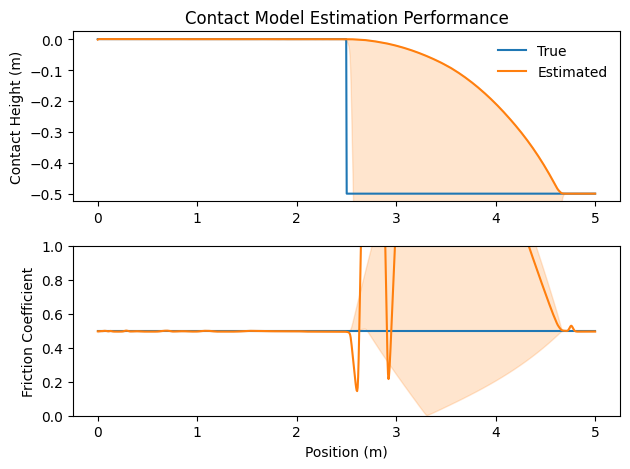 Contact Model Estimation Performance
Contact Height (m)
0.0
−0.1
−0.2
−0.3
−0.4
−0.5
True
Estimated
0 1 2 3 4 5
Friction Coefficient
1.0
0.8
0.6
0.4
0.2
0.0
0 1 2 3 4 5
Position (m)